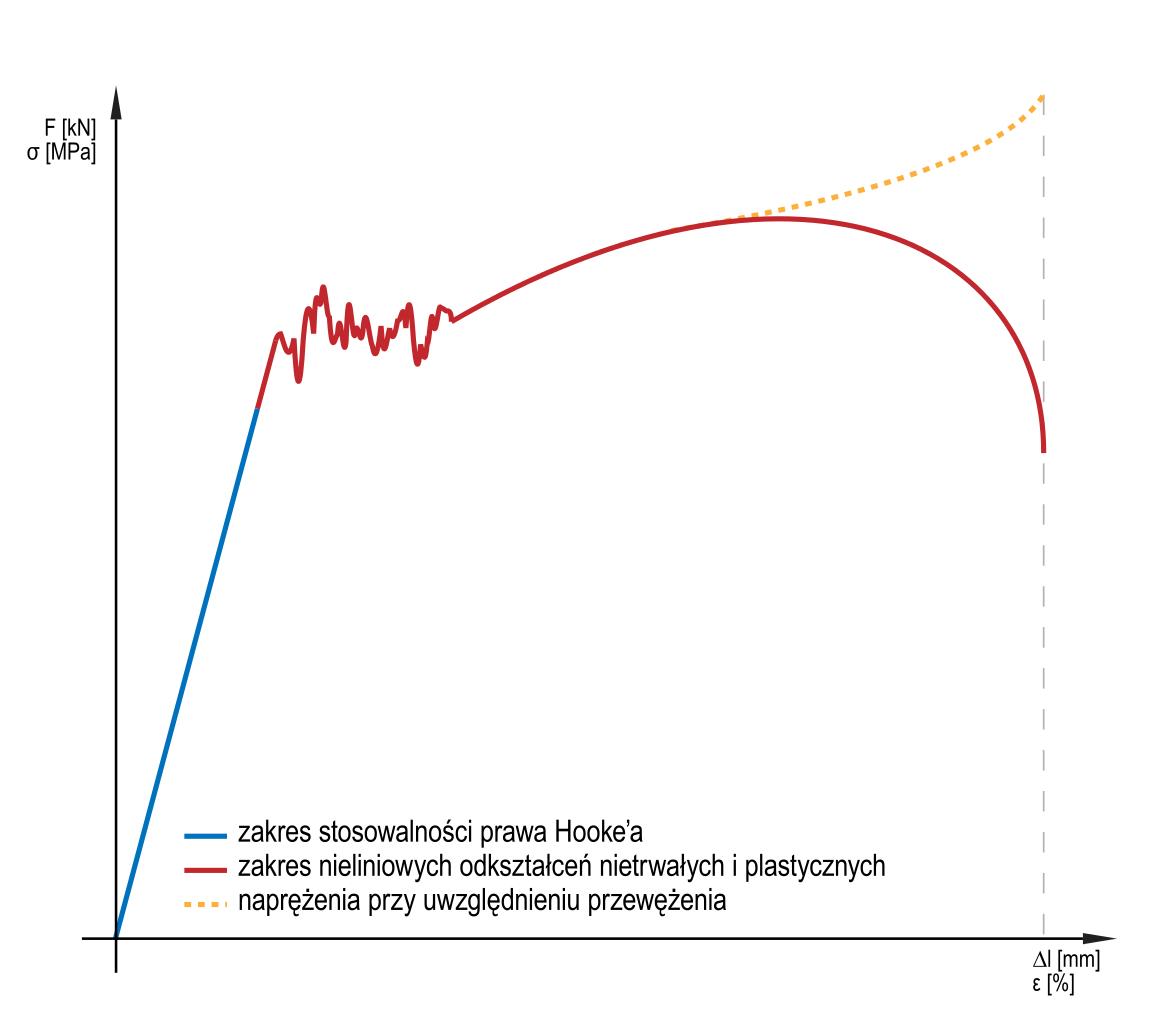 F [kN]
σ [MPa]
zakres stosowalności prawa Hooke’a
zakres nieliniowych odkształceń nietrwałych i plastycznych
naprężenia przy uwzględnieniu przewężenia
Δl [mm]
ε [%]